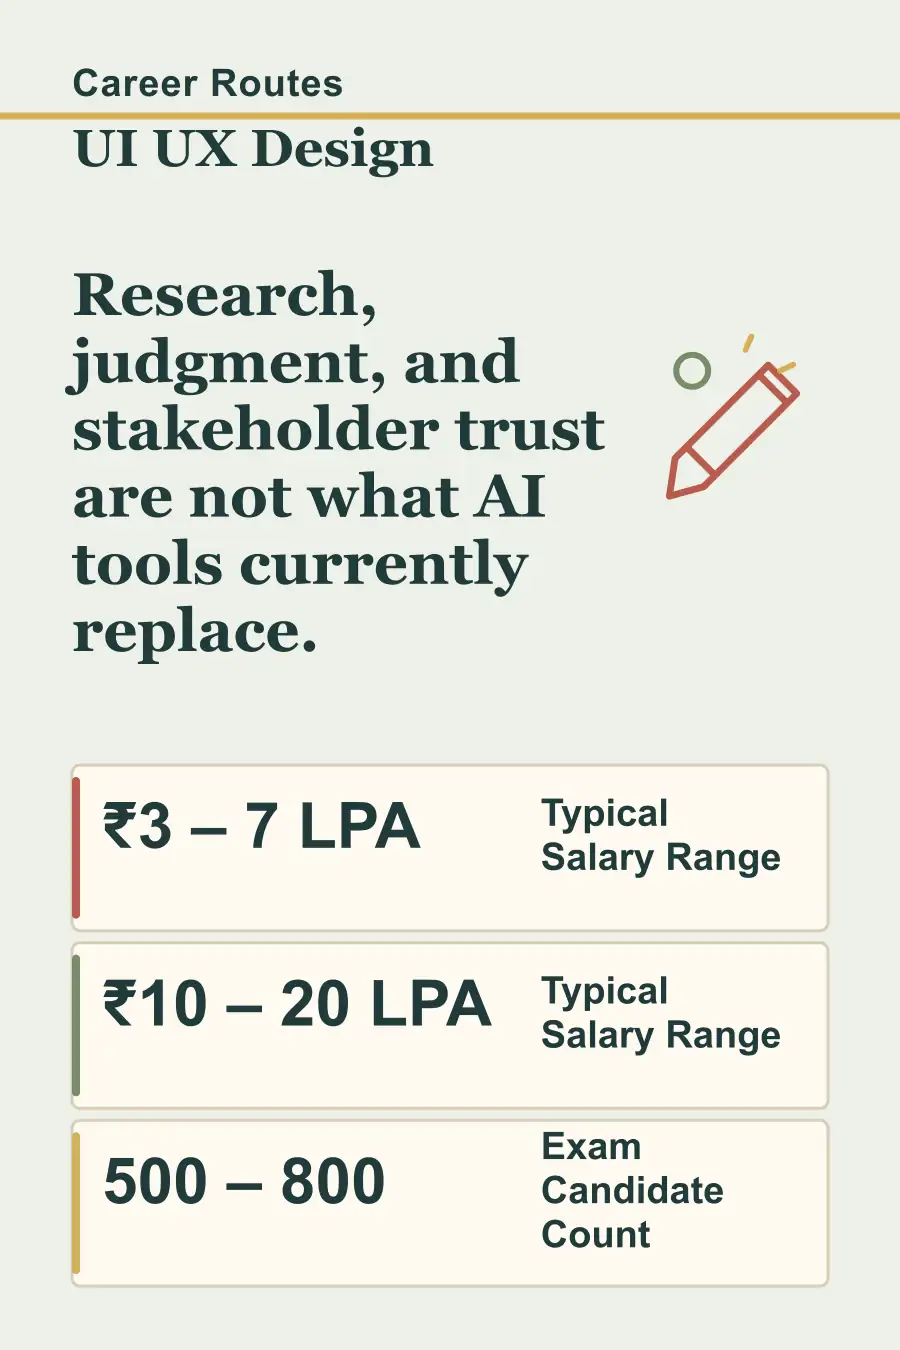 Career Routes
UI UX Design
Research,
judgment, and
stakeholder trust
are not what AI
tools currently
replace.
₹3 – 7 LPA
Typical
Salary Range
₹10 – 20 LPA
Typical
Salary Range
500 – 800
Exam
Candidate
Count